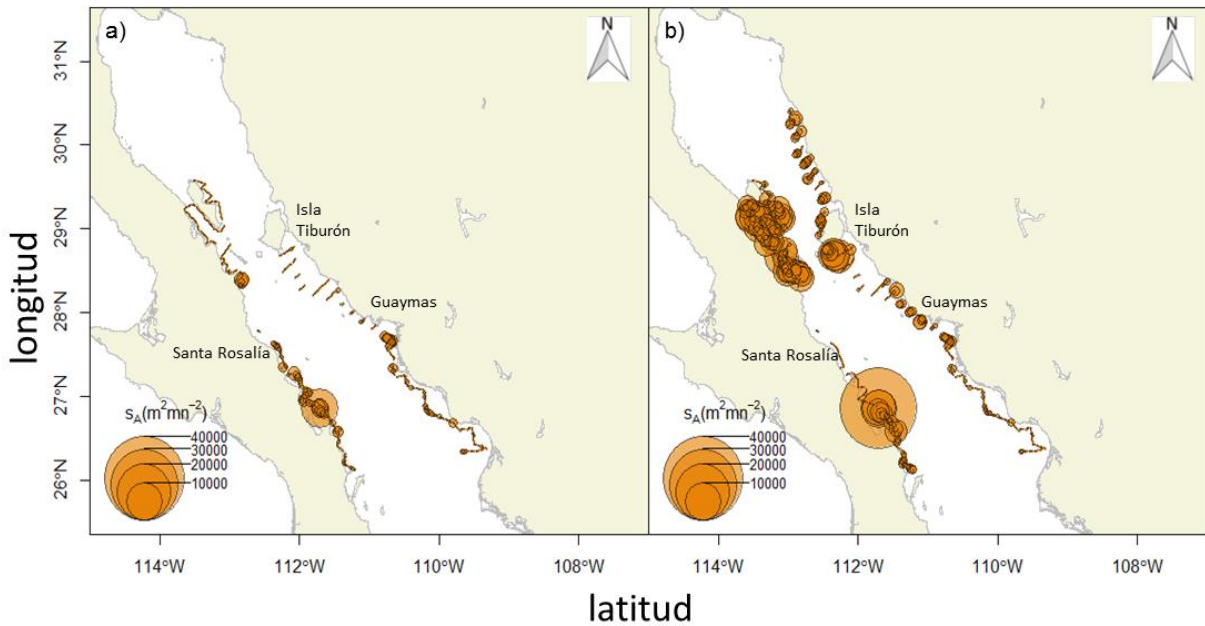 a)
N
31°N
30°N
29°N
28°N
27°N
26°N
Isla
Tiburón
Guaymas
Santa Rosalía
sA(m²mn⁻²)
40000
30000
20000
10000
114°W
112°W
110°W
108°W
b)
N
Isla
Tiburón
Guaymas
Santa Rosalía
sA(m²mn⁻²)
40000
30000
20000
10000
114°W
112°W
110°W
108°W
longitud
latitud